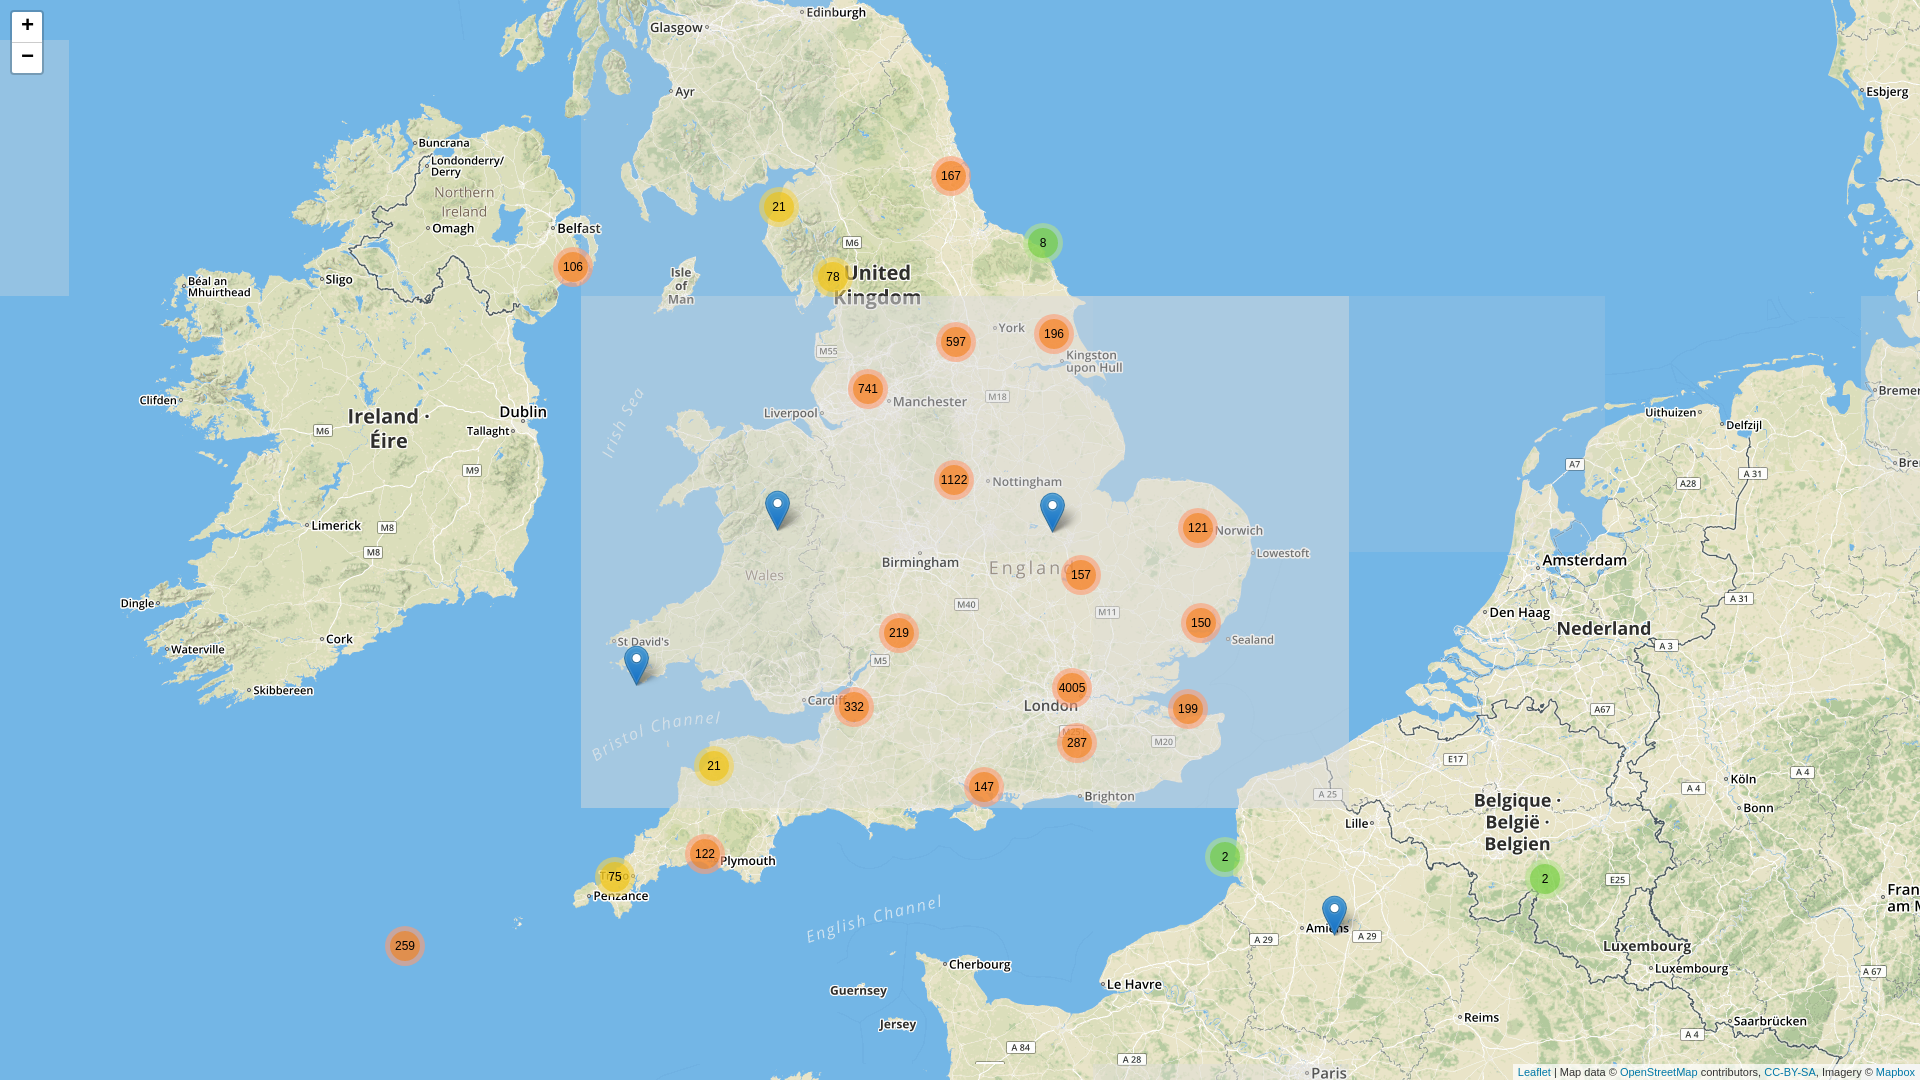 +
−
Edinburgh
Glasgow
Ayr
Esbjerg
Buncrana
Londonderry/
Derry
Northern
Ireland
Omagh
Belfast
167
21
8
M6
106
78
United
Kingdom
Isle
of
Man
Sligo
Béal an
Mhuirthead
York
196
597
M55
Kingston
upon Hull
741
Manchester
M18
Liverpool
Clifden
Ireland ·
Éire
Dublin
Tallaght
M6
M9
Irish Sea
Uithuizen
Delfzijl
A7
A 31
A28
1122
Nottingham
121
Norwich
Lowestoft
Limerick
M8
M8
Birmingham
Wales
157
Amsterdam
Dingle
M40
M11
A 31
Den Haag
Nederland
150
Sealand
219
St David's
M5
A 3
Cork
Waterville
Skibbereen
4005
London
199
332
A67
Bristol Channel
287
M20
E17
21
147
Brighton
A 25
Köln
A 4
A 4
Bonn
Belgique ·
België ·
Belgien
Lille
122
Plymouth
75
Penzance
2
2
E25
259
English Channel
Amiens
A 29
A 29
Luxembourg
Luxembourg
A 67
Cherbourg
Le Havre
Guernsey
Jersey
Reims
Saarbrücken
A 4
A 84
A 28
Paris
Leaflet | Map data © OpenStreetMap contributors, CC-BY-SA, Imagery © Mapbox